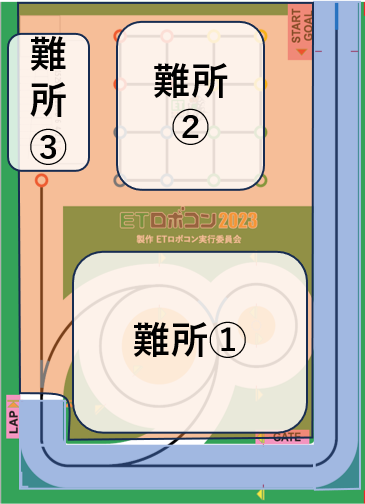 難
所
③
難所
②
START
GOAL
ETロボコン2023
製作 ETロボコン実行委員会
難所①
LAP
GATE